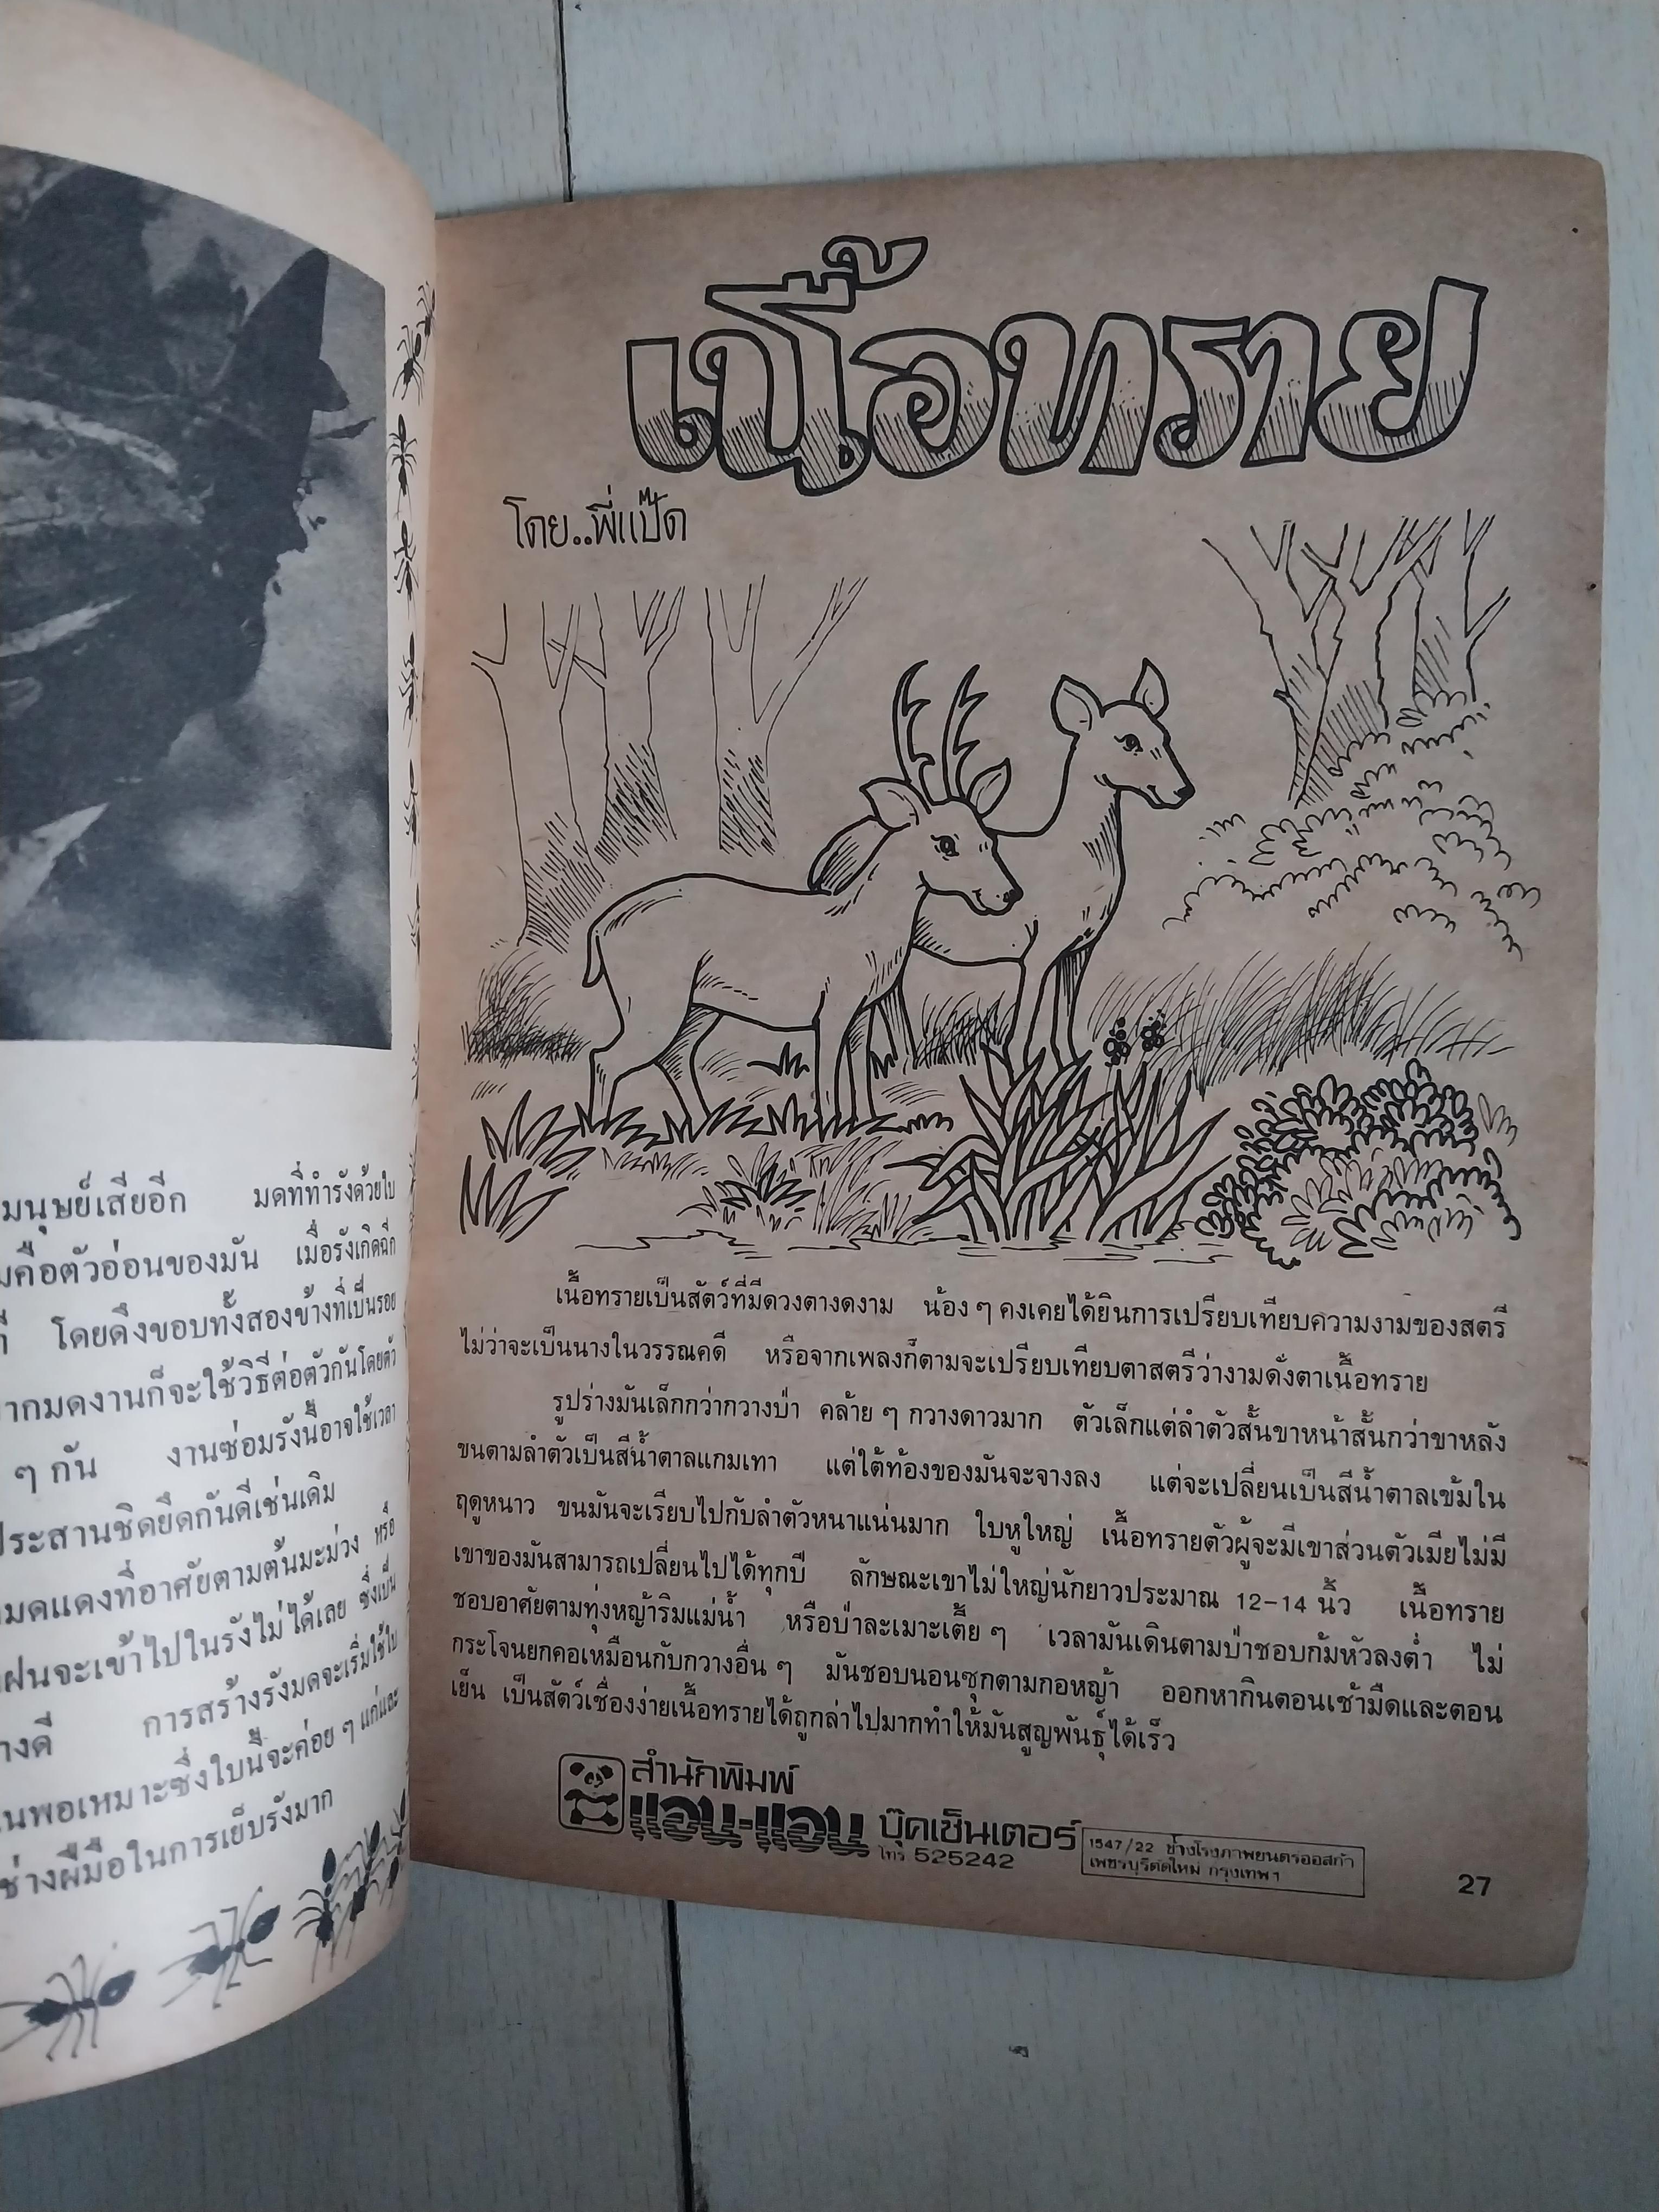 มนุษย์เสียอีก มดที่ทำรังด้วยใบ
คือตัวอ่อนของมัน เมื่อรังเกิดฉีก
โดยดึงขอบทั้งสองข้างที่เป็นรอย
ากมดงานก็จะใช้วิธีต่อตัวกันโดยตัว
ๆ กัน งานซ่อมรังนี้อาจใช้เวลา
ประสานชิดยึดกันดีเช่นเดิม
มดแดงที่อาศัยตามต้นมะม่วง หรือ
ฝนจะเข้าไปในรังไม่ได้เลย ซึ่งเป็น
างดี การสร้างรังมดจะเริ่มใช้ใบ
นพอเหมาะซึ่งใบนี้จะค่อย ๆ แก่และ
ช่างฝีมือในการเย็บรังมาก
เนื้อทราย
โดย..พี่แป๊ด
เนื้อทรายเป็นสัตว์ที่มีดวงตางดงาม น้อง ๆ คงเคยได้ยินการเปรียบเทียบความงามของสตรี
ไม่ว่าจะเป็นนางในวรรณคดี หรือจากเพลงก็ตามจะเปรียบเทียบตาสตรีว่างามดั่งตาเนื้อทราย
รูปร่างมันเล็กกว่ากวางป่า คล้าย ๆ กวางดาวมาก ตัวเล็กแต่ลำตัวสั้นขาหน้าสั้นกว่าขาหลัง
ขนตามลำตัวเป็นสีน้ำตาลแกมเทา แต่ใต้ท้องของมันจะจางลง แต่จะเปลี่ยนเป็นสีน้ำตาลเข้มใน
ฤดูหนาว ขนมันจะเรียบไปกับลำตัวหนาแน่นมาก ใบหูใหญ่ เนื้อทรายตัวผู้จะมีเขาส่วนตัวเมียไม่มี
เขาของมันสามารถเปลี่ยนไปได้ทุกปี ลักษณะเขาไม่ใหญ่นักยาวประมาณ 12-14 นิ้ว เนื้อทราย
ชอบอาศัยตามทุ่งหญ้าริมแม่น้ำ หรือป่าละเมาะเตี้ย ๆ เวลามันเดินตามป่าชอบก้มหัวลงต่ำ ไม่
กระโจนยกคอเหมือนกับกวางอื่น ๆ มันชอบนอนซุกตามกอหญ้า ออกหากินตอนเช้ามืดและตอน
เย็น เป็นสัตว์เชื่องง่ายเนื้อทรายได้ถูกล่าไปมากทำให้มันสูญพันธุ์ได้เร็ว
สำนักพิมพ์
แอน-แอน บุ๊คเซ็นเตอร์
โทร 525242
1547/22 ข้างโรงภาพยนตรออสก้า
เพชรบุรีตัดใหม่ กรุงเทพฯ
27